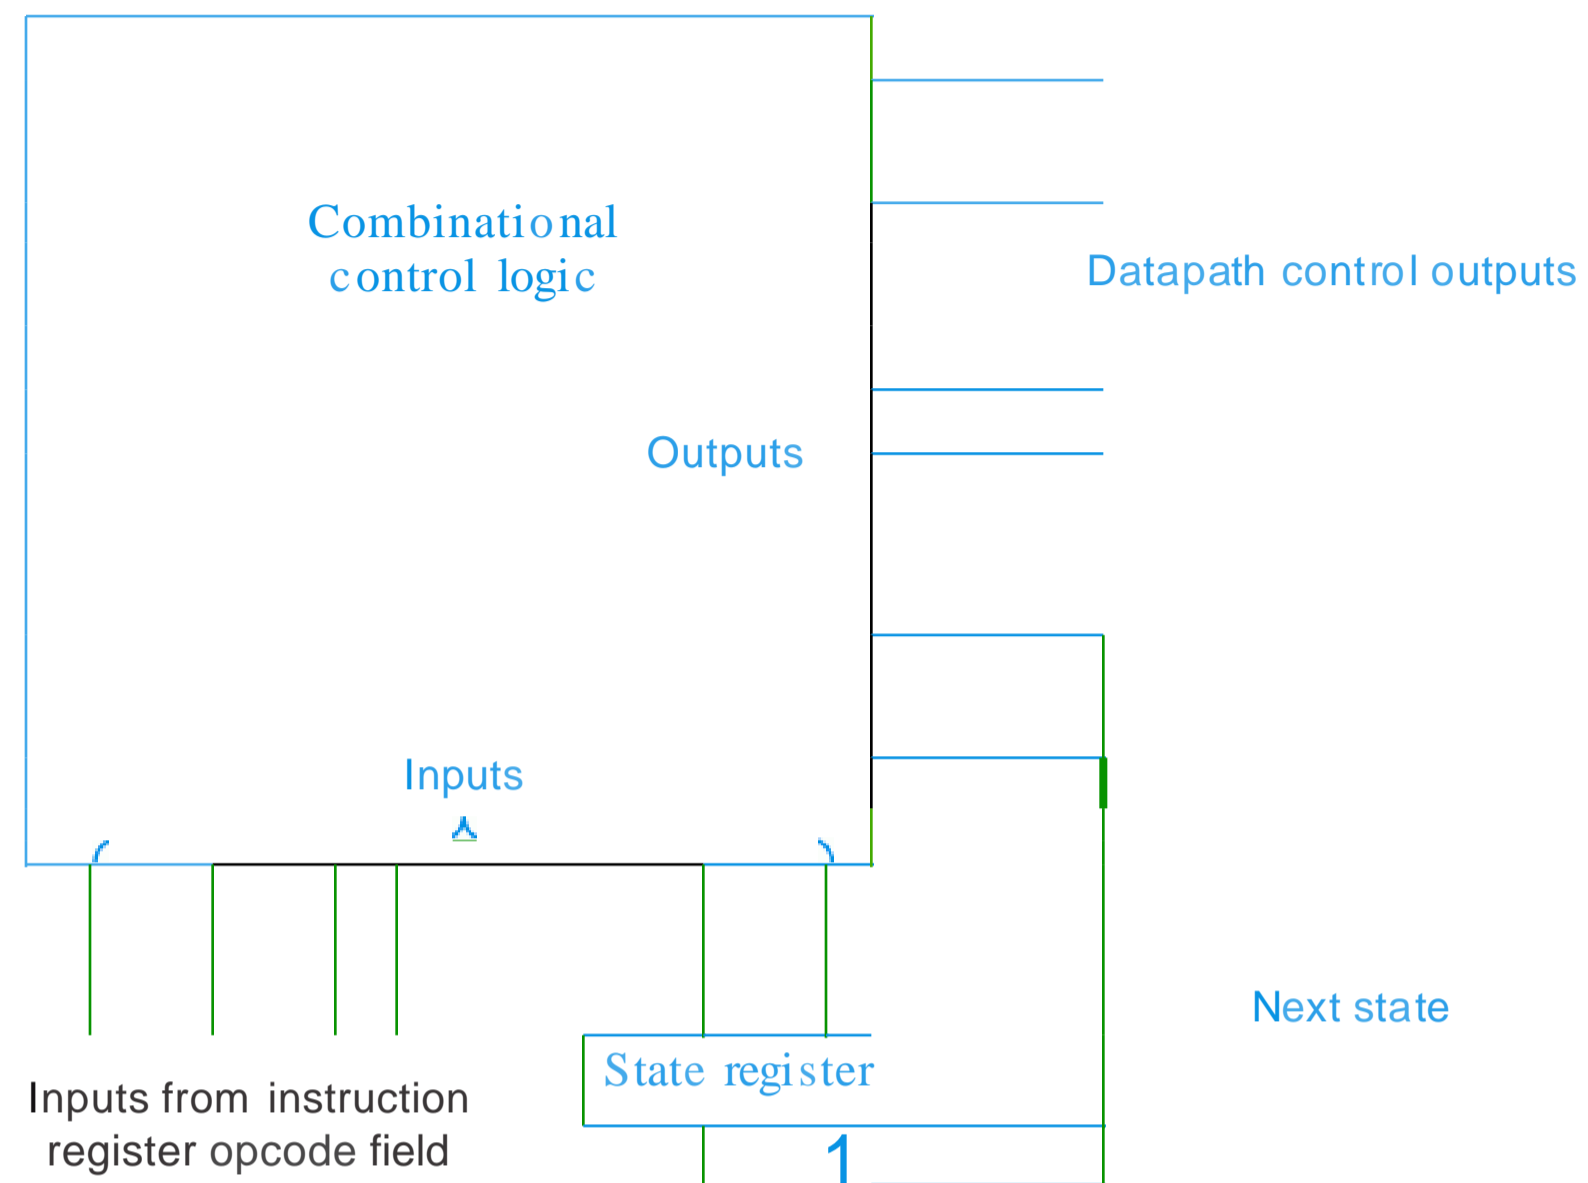 Combinational
control logic
Datapath control outputs
Outputs
Inputs
Next state
State register
Inputs from instruction
register opcode field
1